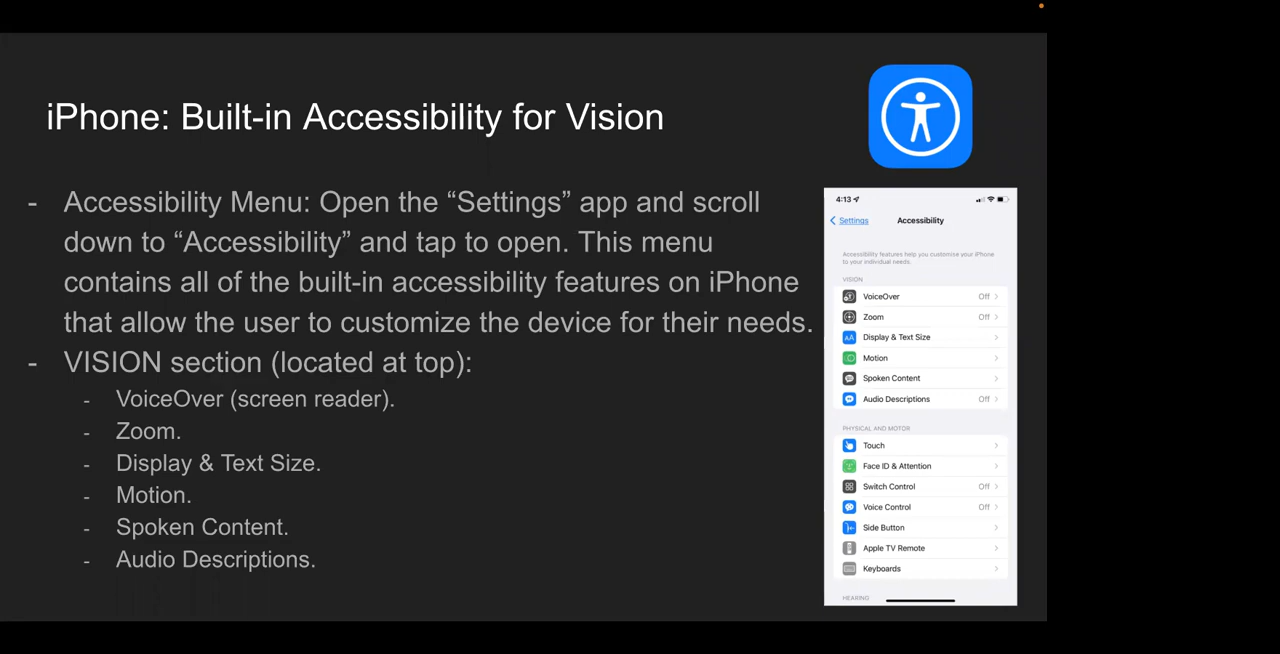 iPhone: Built-in Accessibility for Vision
- Accessibility Menu: Open the “Settings” app and scroll
down to “Accessibility” and tap to open. This menu
contains all of the built-in accessibility features on iPhone
that allow the user to customize the device for their needs.
- VISION section (located at top):
- VoiceOver (screen reader).
- Zoom.
- Display & Text Size.
- Motion.
- Spoken Content.
- Audio Descriptions.
4:13
Settings Accessibility
Accessibility features help you customise your iPhone
to your individual needs.
VISION
VoiceOver Off
Zoom Off
Display & Text Size
Motion
Spoken Content
Audio Descriptions Off
PHYSICAL AND MOTOR
Touch
Face ID & Attention
Switch Control Off
Voice Control Off
Side Button
Apple TV Remote
Keyboards
HEARING